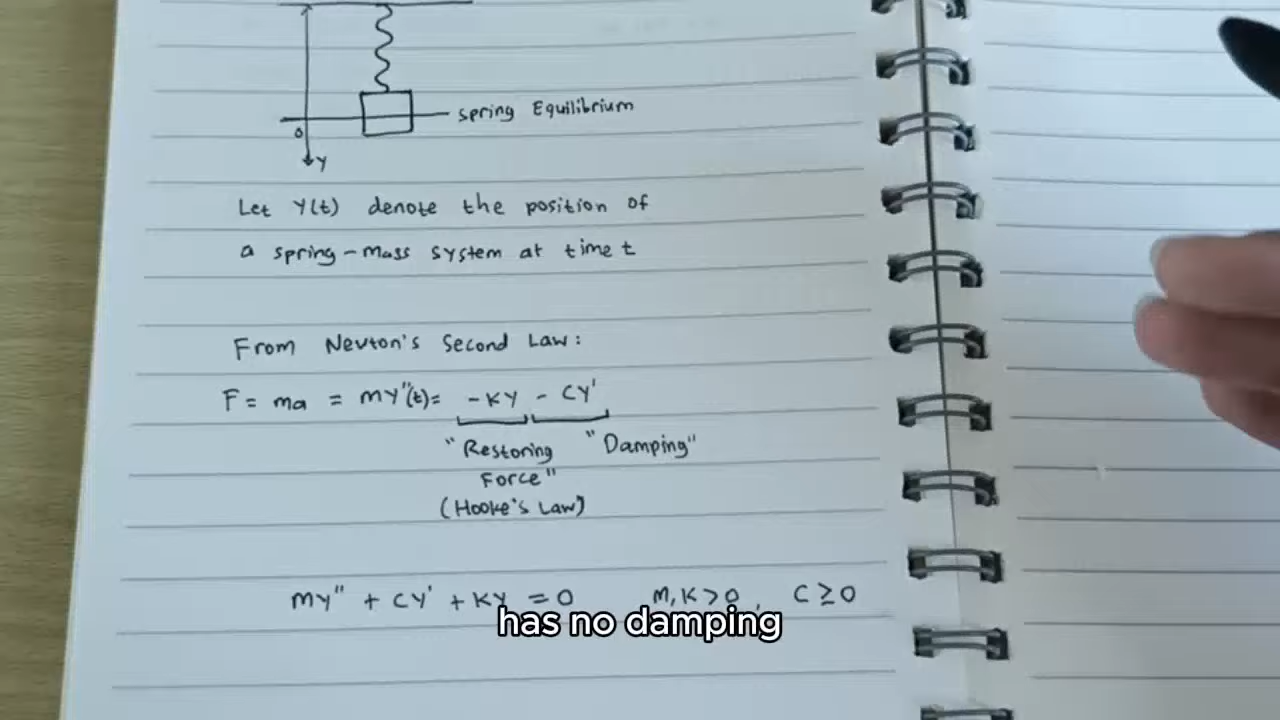 spring Equilibrium
0
Y
Let Y(t) denote the position of
a spring-mass system at time t
From Newton's Second Law:
F = ma = MY"(t) = -KY - CY'
"Restoring "Damping"
Force"
(Hooke's Law)
MY" + CY' + KY = 0 M, K > 0, C ≥ 0
has no damping